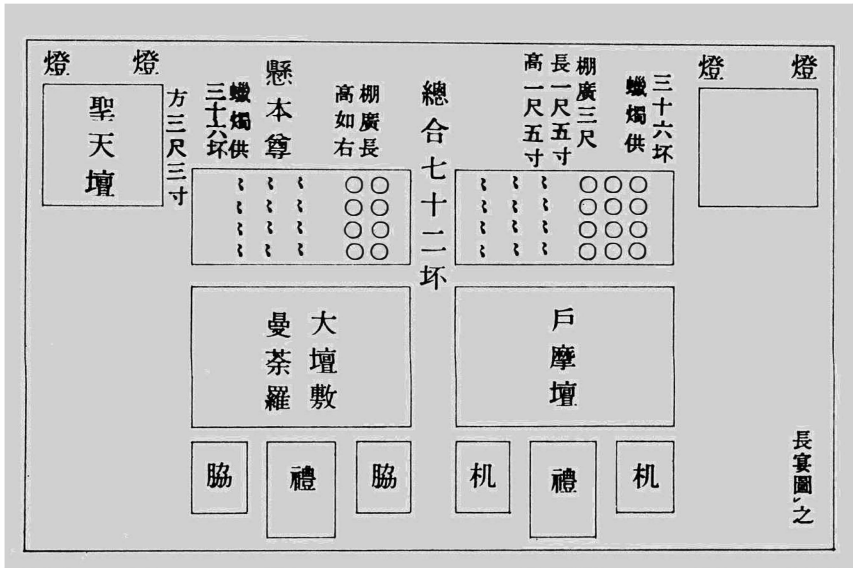 燈
燈
三十六坏
蠟燭供
棚廣三尺
長一尺五寸
高一尺五寸
總合七十二坏
棚廣長
高如右
懸本尊
蠟燭供
三十六坏
燈
燈
方三尺三寸
聖天壇
戶摩壇
大壇敷
曼荼羅
机
禮
机
脇
禮
脇
長宴圖之